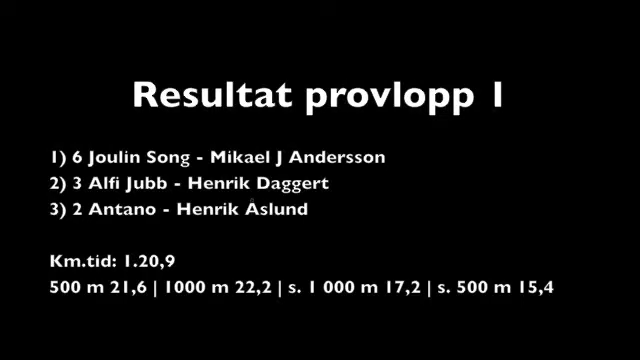 Resultat provlopp 1
1) 6 Joulin Song - Mikael J Andersson
2) 3 Alfi Jubb - Henrik Daggert
3) 2 Antano - Henrik Åslund
Km.tid: 1.20,9
500 m 21,6 | 1000 m 22,2 | s. 1 000 m 17,2 | s. 500 m 15,4